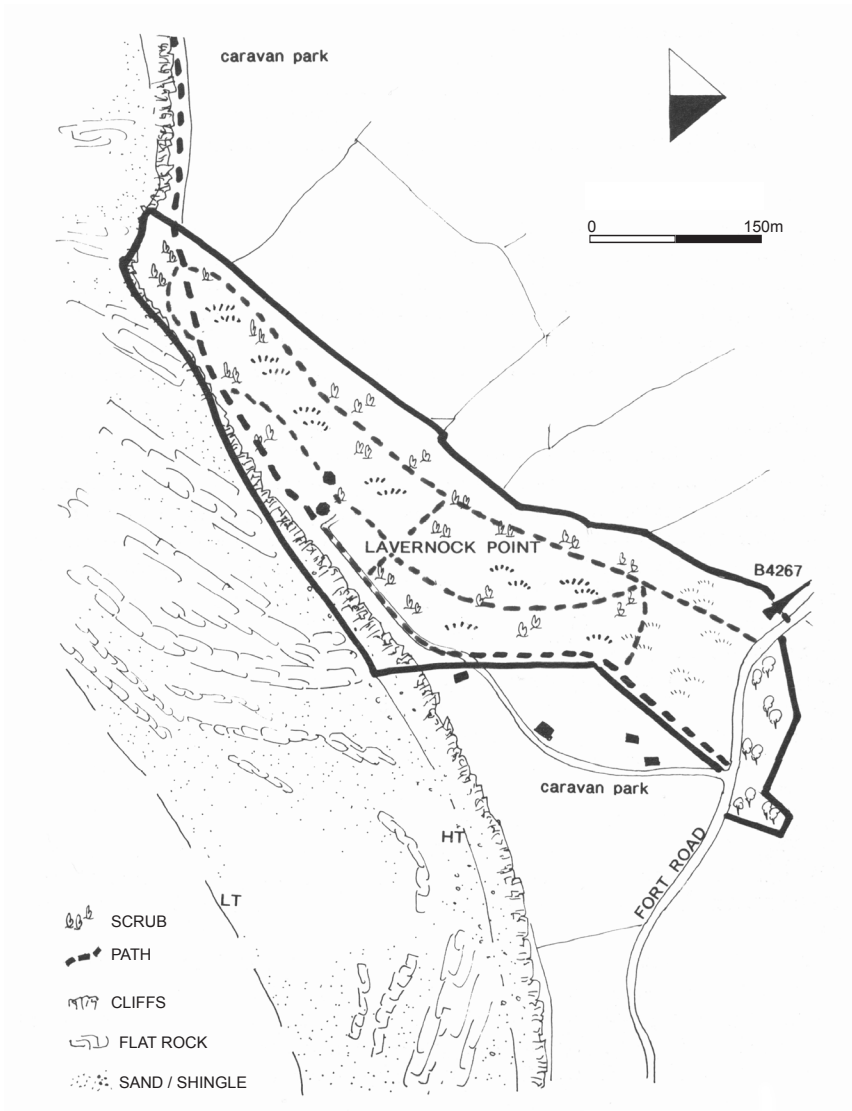 caravan park
0 150m
LAVERNOCK POINT
B4267
caravan park
HT
FORT ROAD
LT
SCRUB
PATH
CLIFFS
FLAT ROCK
SAND / SHINGLE